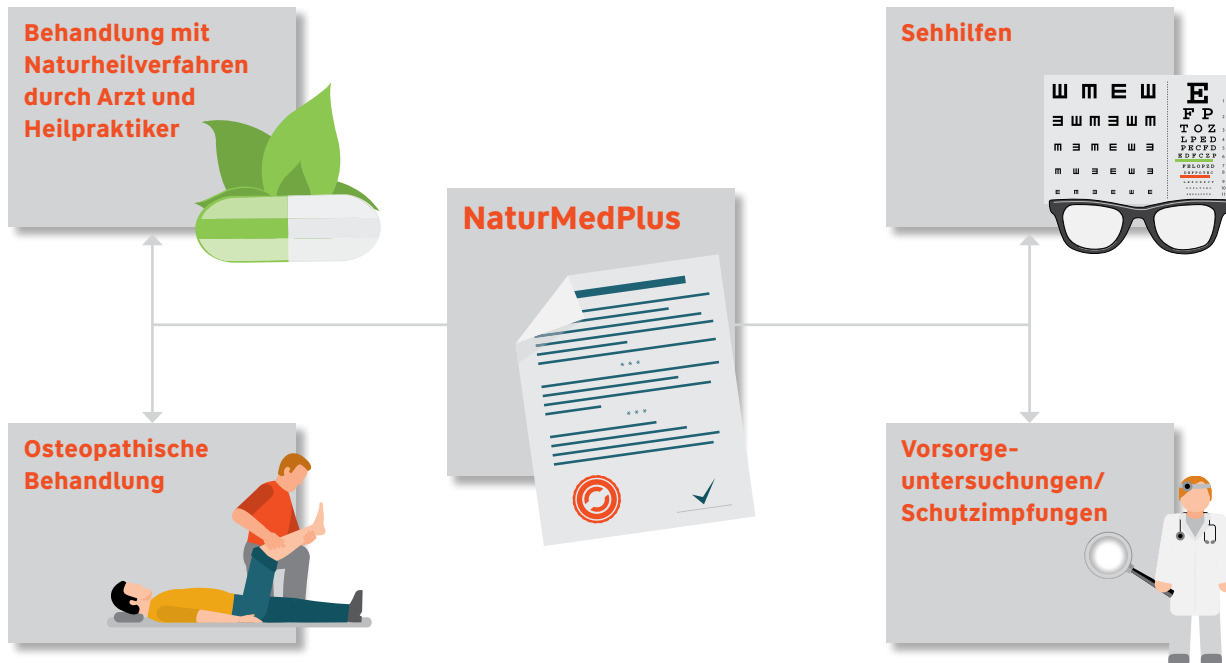 Behandlung mit
Naturheilverfahren
durch Arzt und
Heilpraktiker
Sehhilfen
E
F P
T O Z
L P E D
P E C F D
E D F C Z P
F E L O P Z D
NaturMedPlus
* * *
* * *
Osteopathische
Behandlung
Vorsorge-
untersuchungen/
Schutzimpfungen